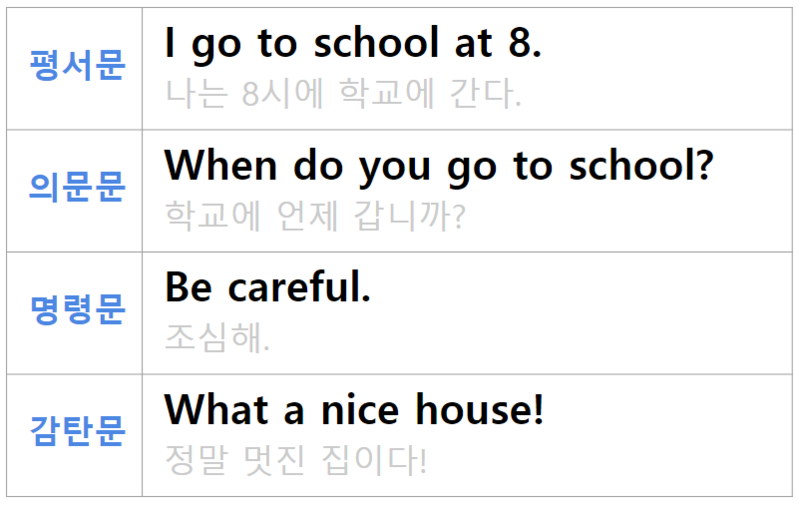 평서문
I go to school at 8.
나는 8시에 학교에 간다.
의문문
When do you go to school?
학교에 언제 갑니까?
명령문
Be careful.
조심해.
감탄문
What a nice house!
정말 멋진 집이다!